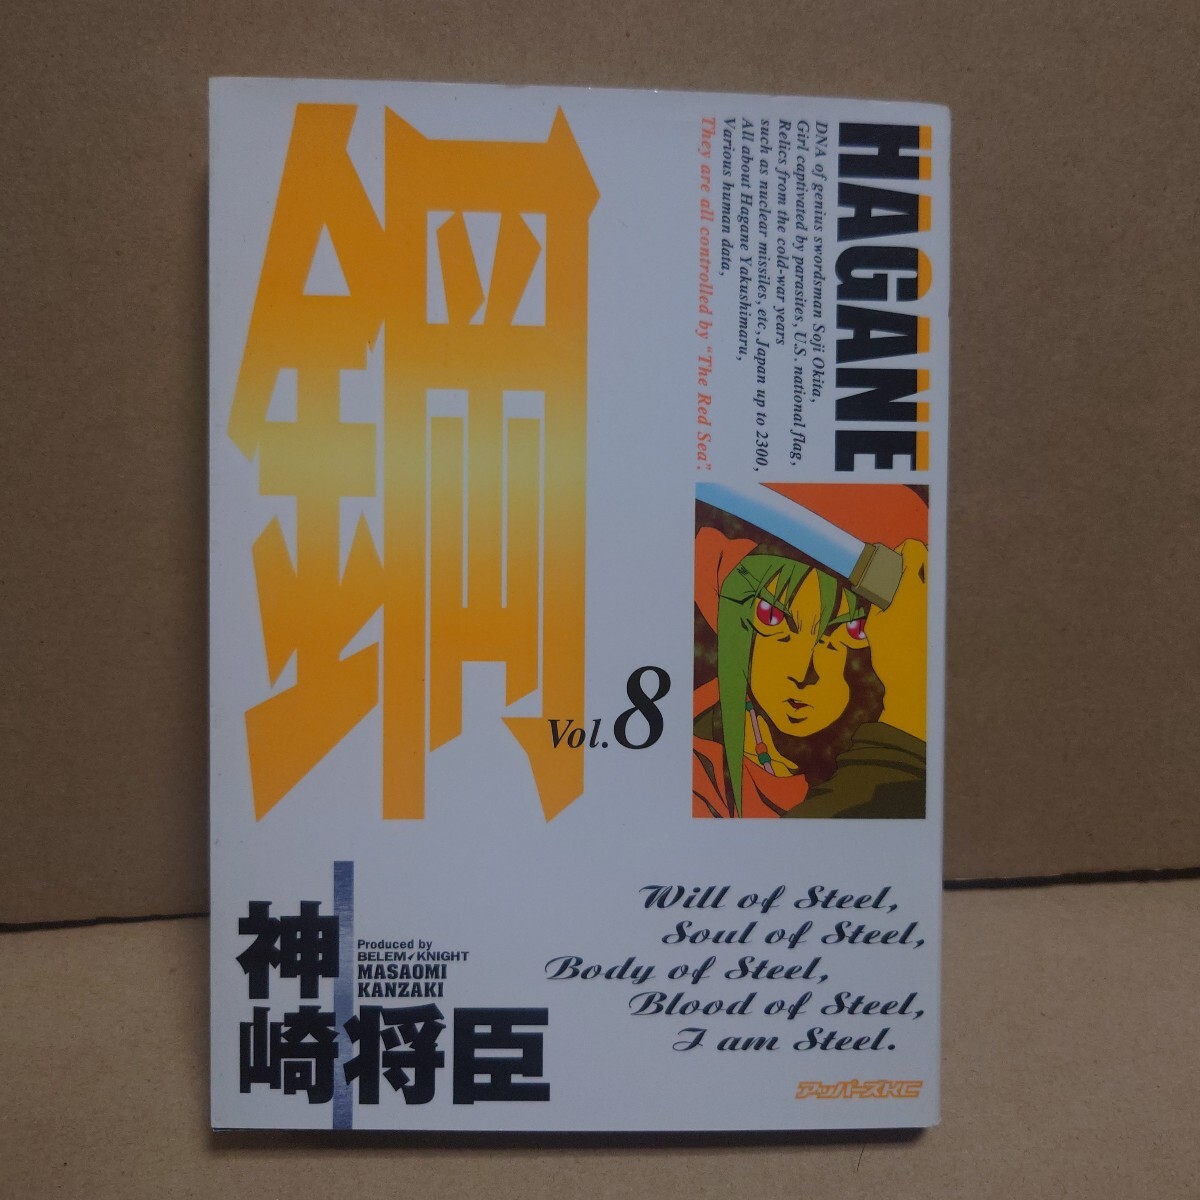 鋼
HAGANE
DNA of genius swordsman Soji Okita,
Girl captivated by parasites, U.S. national flag,
Relics from the cold-war years
such as nuclear missiles, etc, Japan up to 2300,
All about Hagane Yakushimaru,
Various human data,
They are all controlled by "The Red Sea".
Vol.8
神崎将臣
Produced by
BELEM KNIGHT
MASAOMI
KANZAKI
Will of Steel,
Soul of Steel,
Body of Steel,
Blood of Steel,
I am Steel.
アッパーズKC